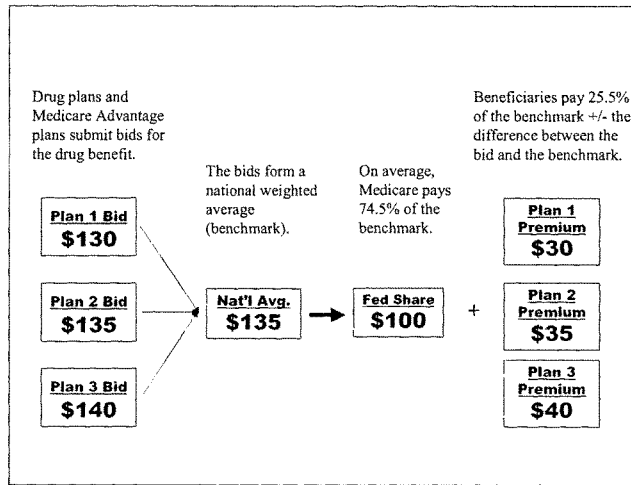 Drug plans and
Medicare Advantage
plans submit bids for
the drug benefit.
The bids form a
national weighted
average
(benchmark).
On average,
Medicare pays
74.5% of the
benchmark.
Beneficiaries pay 25.5%
of the benchmark +/- the
difference between the
bid and the benchmark.
Plan 1 Bid
$130
Plan 2 Bid
$135
Plan 3 Bid
$140
Nat'l Avg.
$135
Fed Share
$100
+
Plan 1
Premium
$30
Plan 2
Premium
$35
Plan 3
Premium
$40